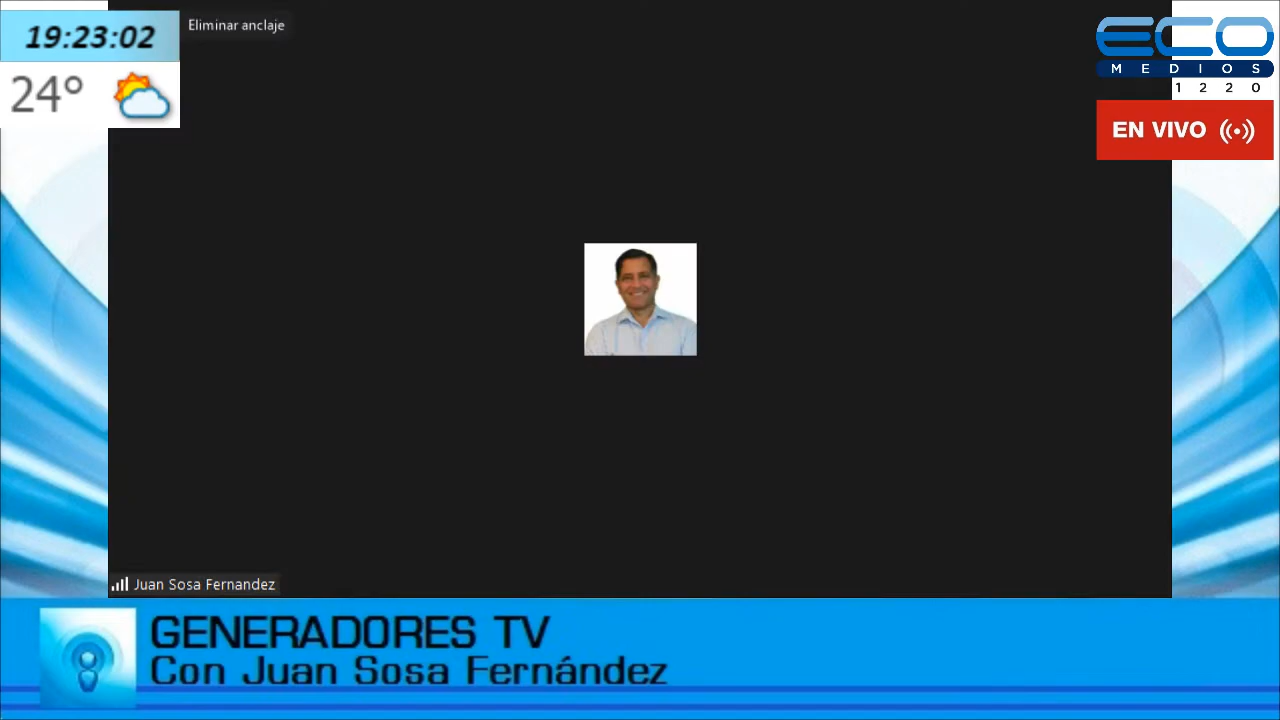 19:23:02
Eliminar anclaje
24°
ECO
MEDIOS
1220
EN VIVO
Juan Sosa Fernandez
GENERADORES TV
Con Juan Sosa Fernández